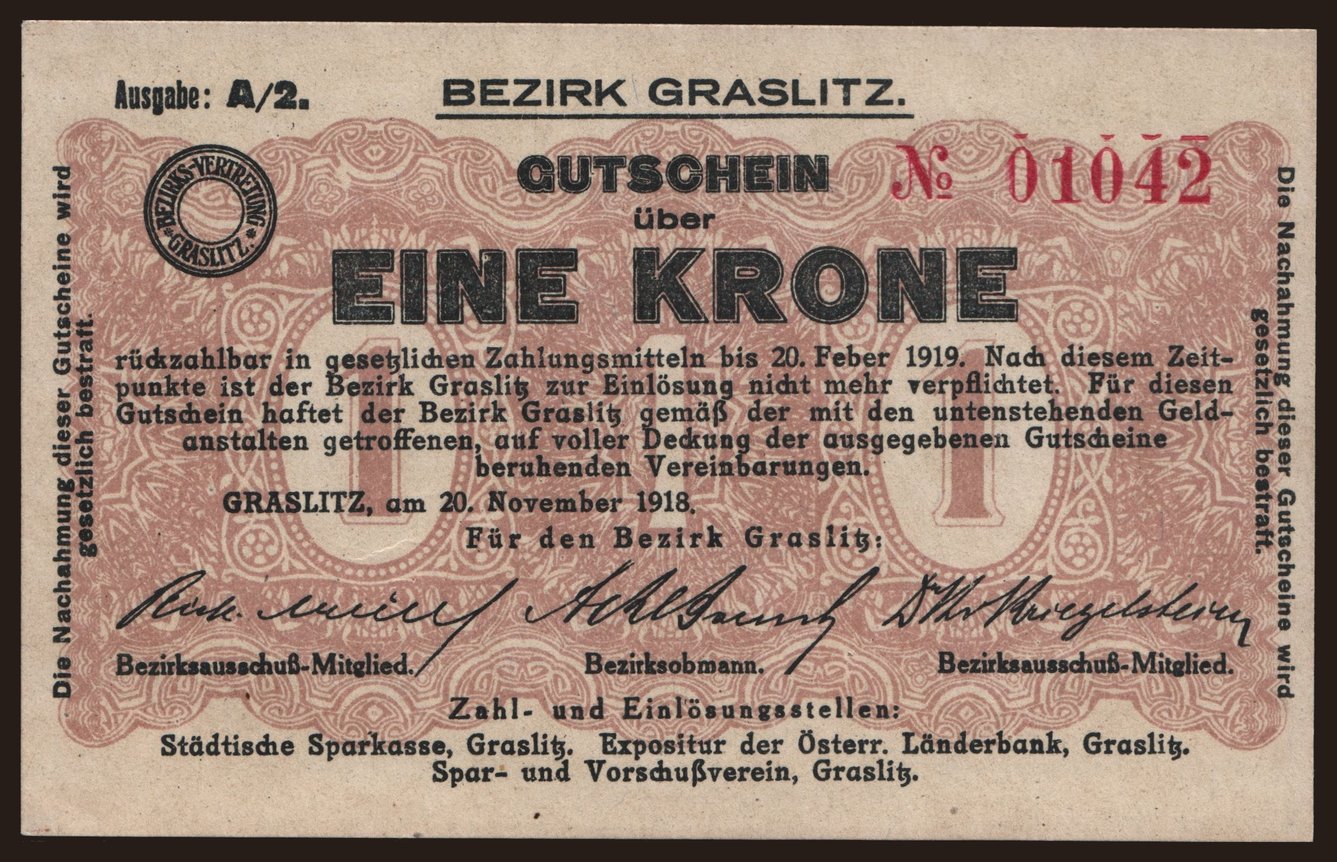 Ausgabe: A/2.
BEZIRK GRASLITZ.
BEZIRKS-VERTRETUNG
* GRASLITZ. *
GUTSCHEIN
№ 01042
über
EINE KRONE
1 1 1
rückzahlbar in gesetzlichen Zahlungsmitteln bis 20. Feber 1919. Nach diesem Zeit-
punkte ist der Bezirk Graslitz zur Einlösung nicht mehr verpflichtet. Für diesen
Gutschein haftet der Bezirk Graslitz gemäß der mit den untenstehenden Geld-
anstalten getroffenen, auf voller Deckung der ausgegebenen Gutscheine
beruhenden Vereinbarungen.
GRASLITZ, am 20. November 1918.
Für den Bezirk Graslitz:
Bezirksausschuß-Mitglied.
Bezirksobmann.
Bezirksausschuß-Mitglied.
Zahl- und Einlösungsstellen:
Städtische Sparkasse, Graslitz. Expositur der Österr. Länderbank, Graslitz.
Spar- und Vorschußverein, Graslitz.
Die Nachahmung dieser Gutscheine wird
gesetzlich bestraft.
Die Nachahmung dieser Gutscheine wird
gesetzlich bestraft.